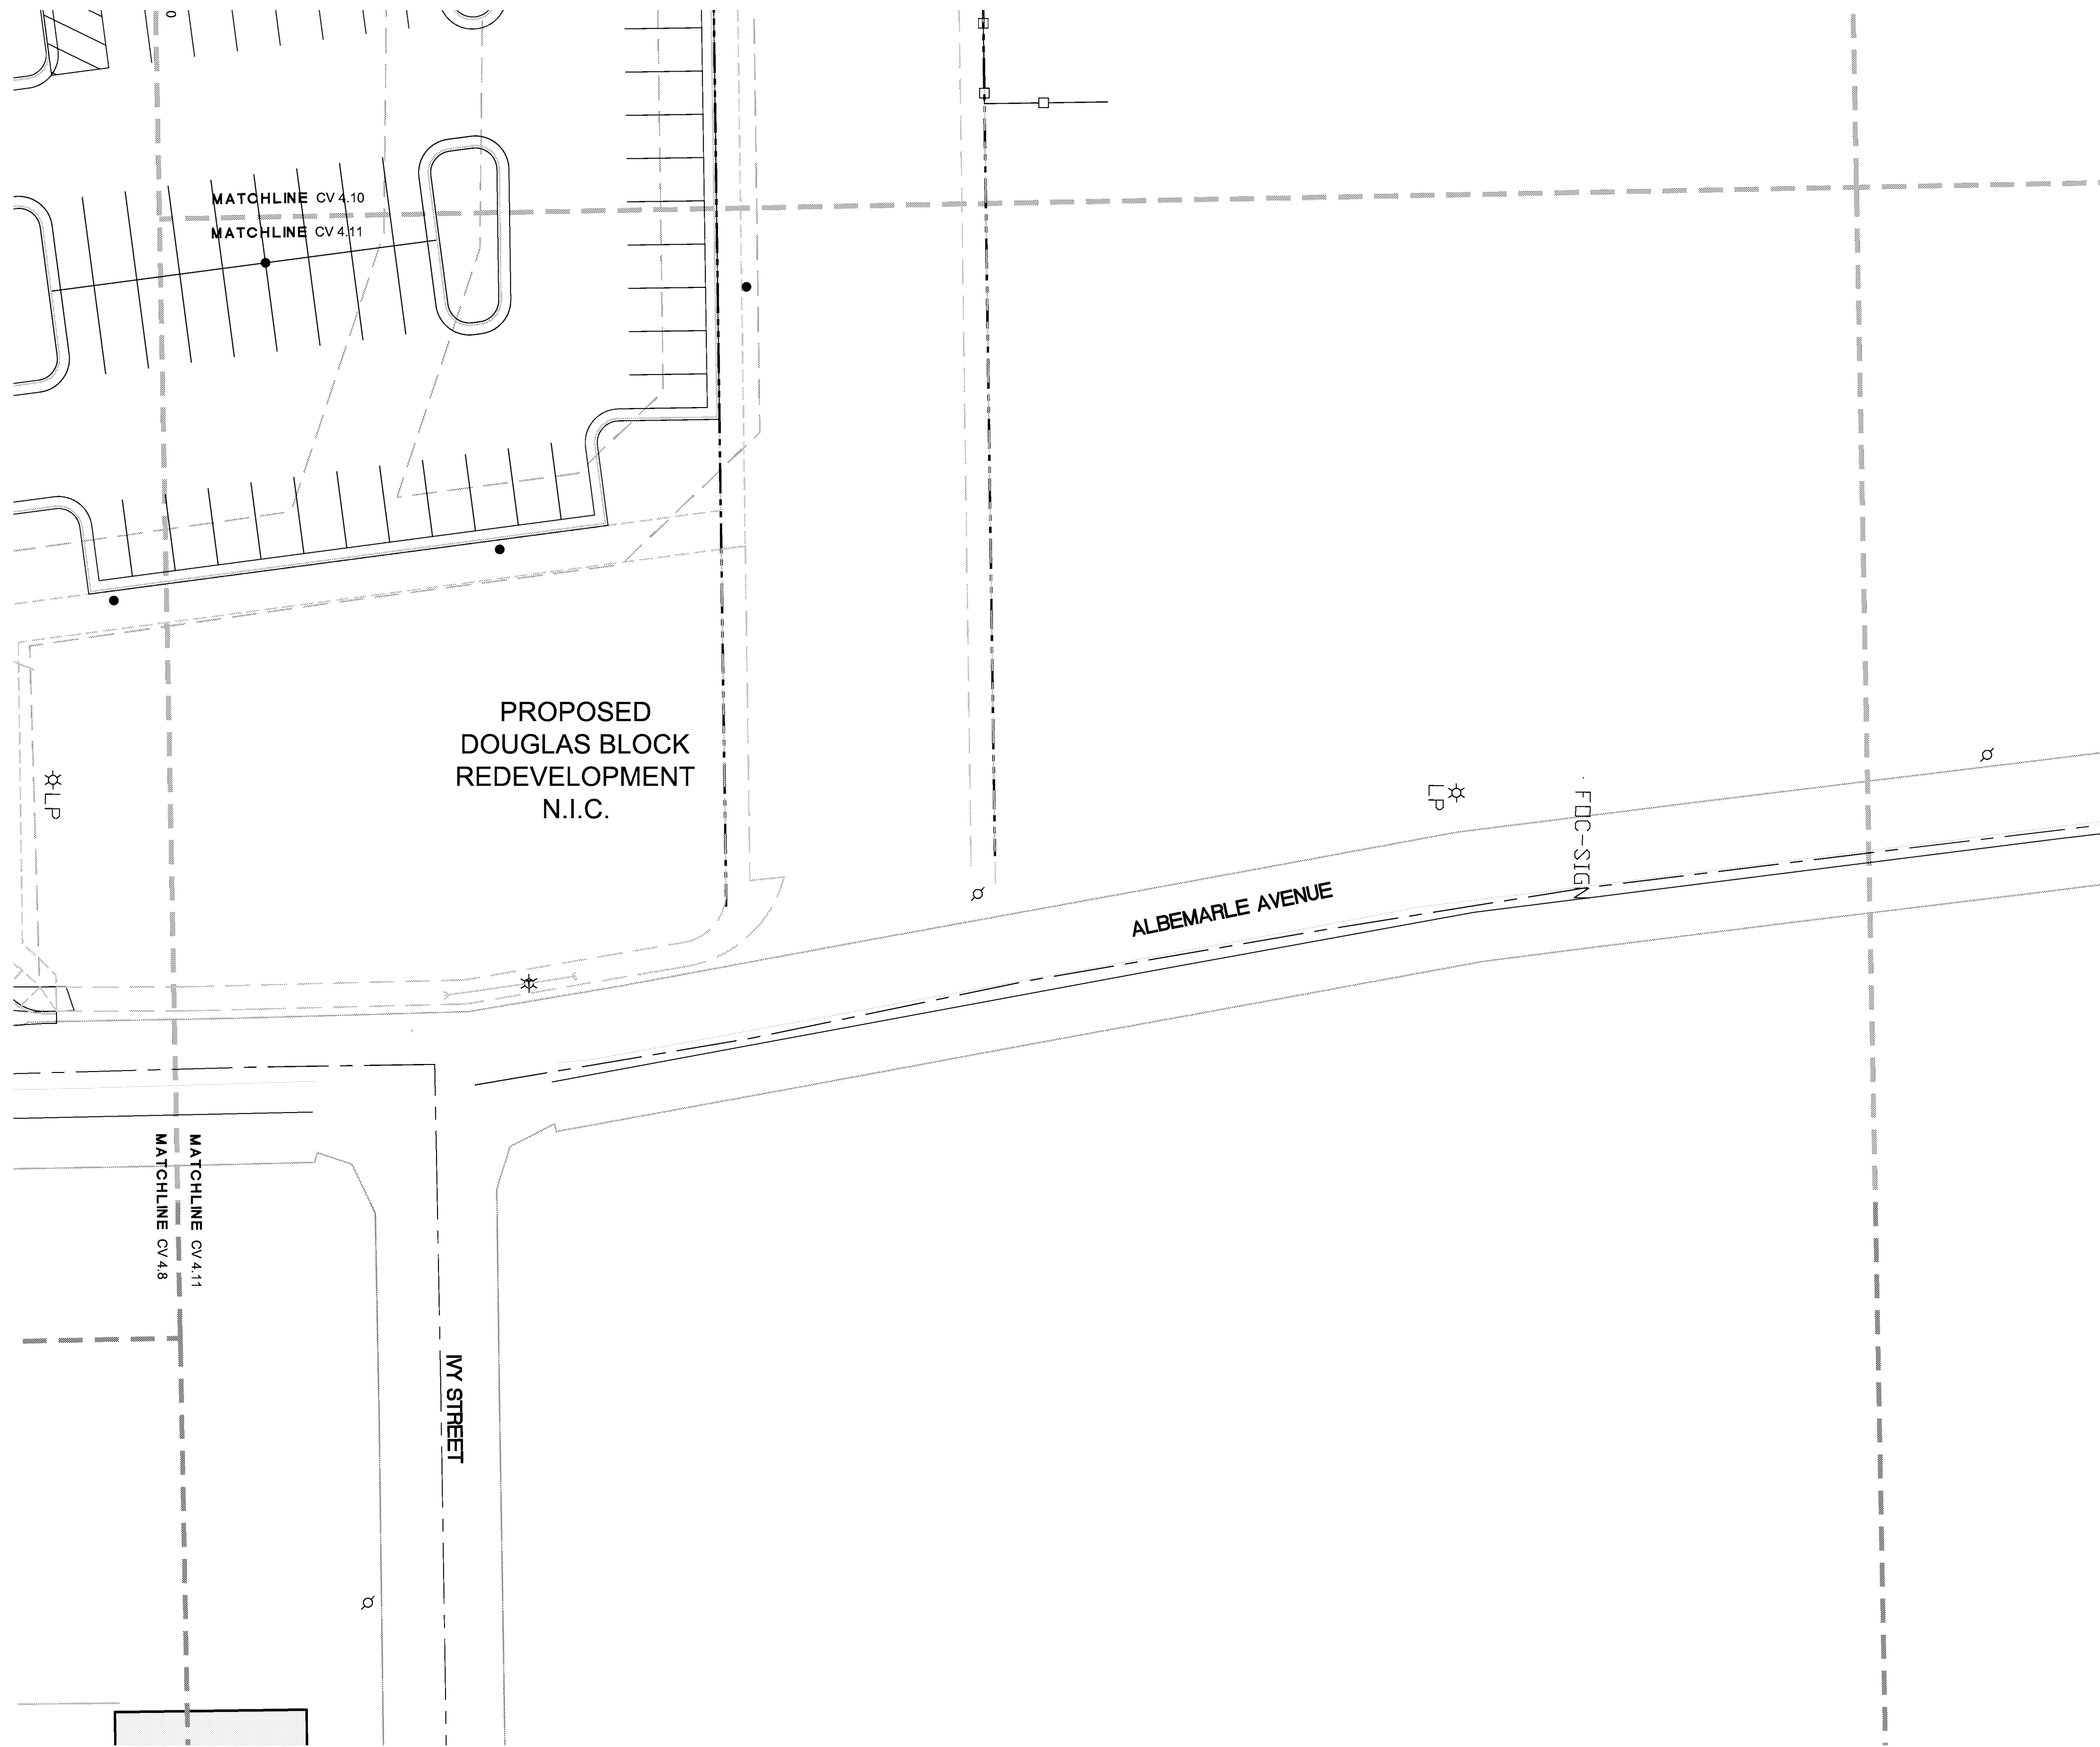 0
MATCHLINE CV 4.10
MATCHLINE CV 4.11
PROPOSED
DOUGLAS BLOCK
REDEVELOPMENT
N.I.C.
LP
LP
FDC-SIGN
ALBEMARLE AVENUE
MATCHLINE CV 4.11
MATCHLINE CV 4.8
IVY STREET